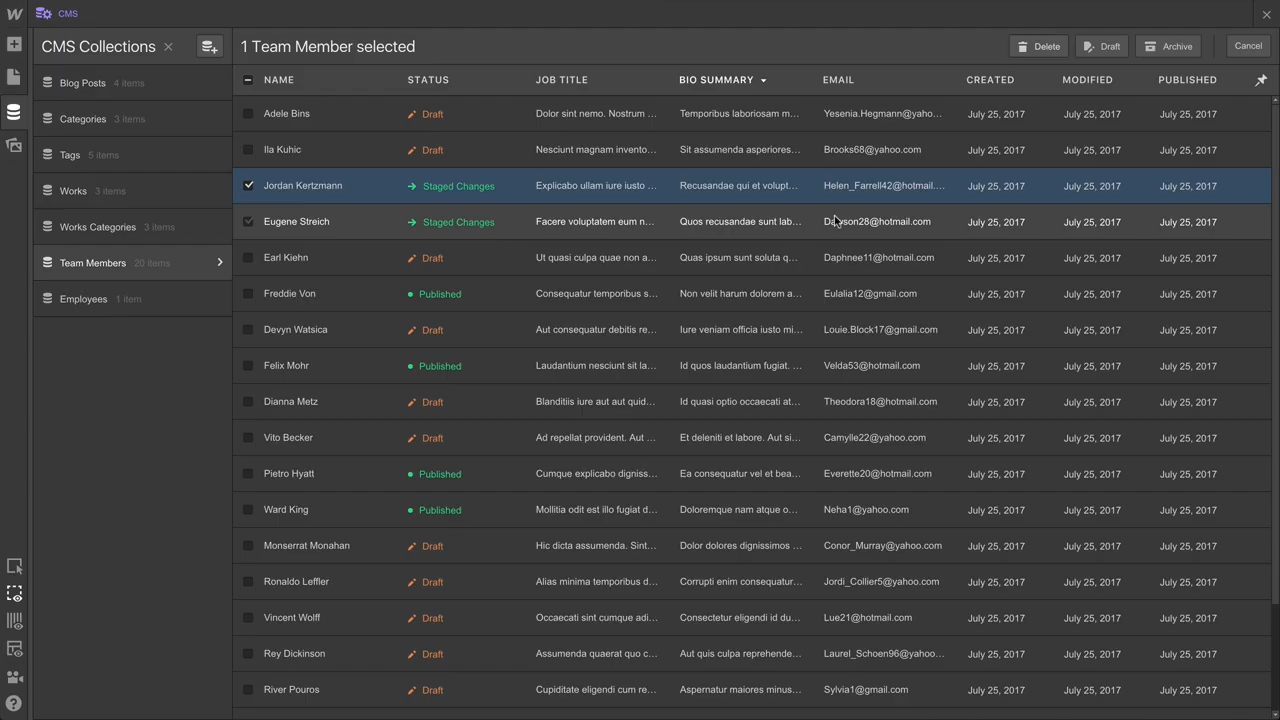 CMS
CMS Collections
1 Team Member selected
Delete
Draft
Archive
Cancel
Blog Posts 4 items
Categories 3 items
Tags 5 items
Works 3 items
Works Categories 3 items
Team Members 20 items
Employees 1 item
NAME STATUS JOB TITLE BIO SUMMARY EMAIL CREATED MODIFIED PUBLISHED
Adele Bins Draft Dolor sint nemo. Nostrum … Temporibus laboriosam m… Yesenia.Hegmann@yaho… July 25, 2017 July 25, 2017 July 25, 2017
Ila Kuhic Draft Nesciunt magnam invento… Sit assumenda asperiores… Brooks68@yahoo.com July 25, 2017 July 25, 2017 July 25, 2017
Jordan Kertzmann Staged Changes Explicabo ullam iure iusto … Recusandae qui et volupt… Helen_Farrell42@hotmail.… July 25, 2017 July 25, 2017 July 25, 2017
Eugene Streich Staged Changes Facere voluptatem eum n… Quos recusandae sunt lab… July 25, 2017 July 25, 2017 July 25, 2017
Earl Kiehn Draft Ut quasi culpa quae non a… Quas ipsum sunt soluta q… Daphnee11@hotmail.com July 25, 2017 July 25, 2017 July 25, 2017
Freddie Von Published Consequatur temporibus s… Non velit harum dolorem a… Eulalia12@gmail.com July 25, 2017 July 25, 2017 July 25, 2017
Devyn Watsica Draft Aut consequatur debitis re… Iure veniam officia iusto mi… Louie.Block17@gmail.com July 25, 2017 July 25, 2017 July 25, 2017
Felix Mohr Published Laudantium nesciunt sit la… Id quos laudantium fugiat. … Velda53@hotmail.com July 25, 2017 July 25, 2017 July 25, 2017
Dianna Metz Draft Blanditiis iure aut aut quid… Id quasi optio occaecati at… Theodora18@hotmail.com July 25, 2017 July 25, 2017 July 25, 2017
Vito Becker Draft Ad repellat provident. Aut … Et deleniti et labore. Aut si… Camylle22@yahoo.com July 25, 2017 July 25, 2017 July 25, 2017
Pietro Hyatt Published Cumque explicabo digniss… Ea consequatur vel et bea… Everette20@hotmail.com July 25, 2017 July 25, 2017 July 25, 2017
Ward King Published Mollitia odit est illo fugiat d… Doloremque nam atque o… Neha1@yahoo.com July 25, 2017 July 25, 2017 July 25, 2017
Monserrat Monahan Draft Hic dicta assumenda. Sint… Dolor dolores dignissimos … Conor_Murray@yahoo.com July 25, 2017 July 25, 2017 July 25, 2017
Ronaldo Leffler Draft Alias minima temporibus d… Corrupti enim consequatur… Jordi_Collier5@yahoo.com July 25, 2017 July 25, 2017 July 25, 2017
Vincent Wolff Draft Occaecati sint cumque adi… Consectetur eligendi id du… Lue21@hotmail.com July 25, 2017 July 25, 2017 July 25, 2017
Rey Dickinson Draft Assumenda quaerat quo c… Aut quis culpa reprehende… Laurel_Schoen96@yahoo… July 25, 2017 July 25, 2017 July 25, 2017
River Pouros Draft Cupiditate eligendi cum re… Aspernatur maiores minus… Sylvia1@gmail.com July 25, 2017 July 25, 2017 July 25, 2017